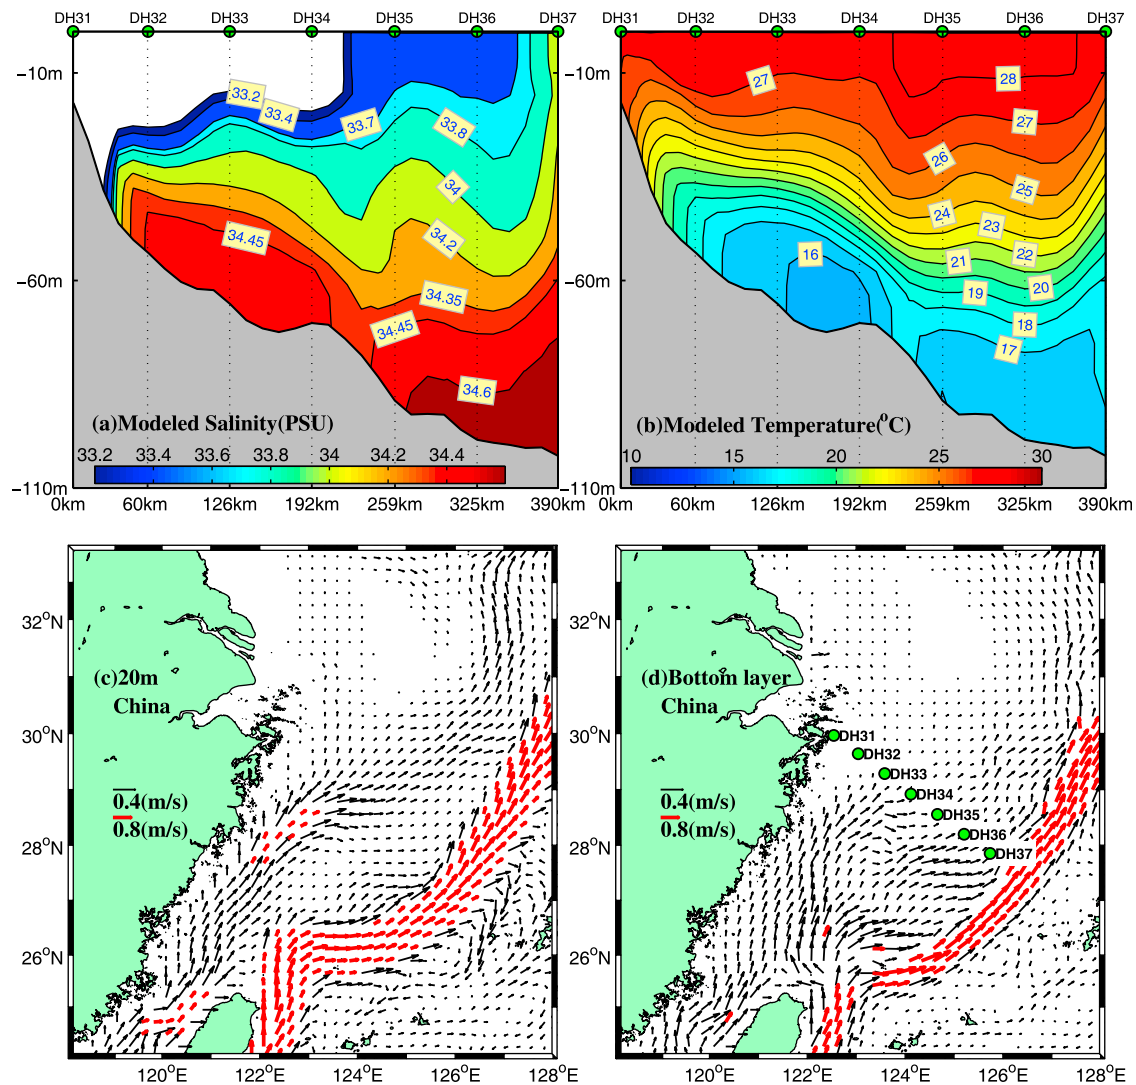 DH31 DH32 DH33 DH34 DH35 DH36 DH37
−10m
−60m
−110m
33.2
33.4
33.7
33.8
34
34.2
34.45
34.35
34.45
34.6
(a)Modeled Salinity(PSU)
33.2 33.4 33.6 33.8 34 34.2 34.4
0km 60km 126km 192km 259km 325km 390km
DH31 DH32 DH33 DH34 DH35 DH36 DH37
−10m
−60m
−110m
27
28
27
26
25
24
23
22
21
20
19
18
17
16
(b)Modeled Temperature(°C)
10 15 20 25 30
0km 60km 126km 192km 259km 325km 390km
32°N
30°N
28°N
26°N
(c)20m
China
0.4(m/s)
0.8(m/s)
120°E 122°E 124°E 126°E 128°E
32°N
30°N
28°N
26°N
(d)Bottom layer
China
DH31
DH32
DH33
DH34
DH35
DH36
DH37
0.4(m/s)
0.8(m/s)
120°E 122°E 124°E 126°E 128°E